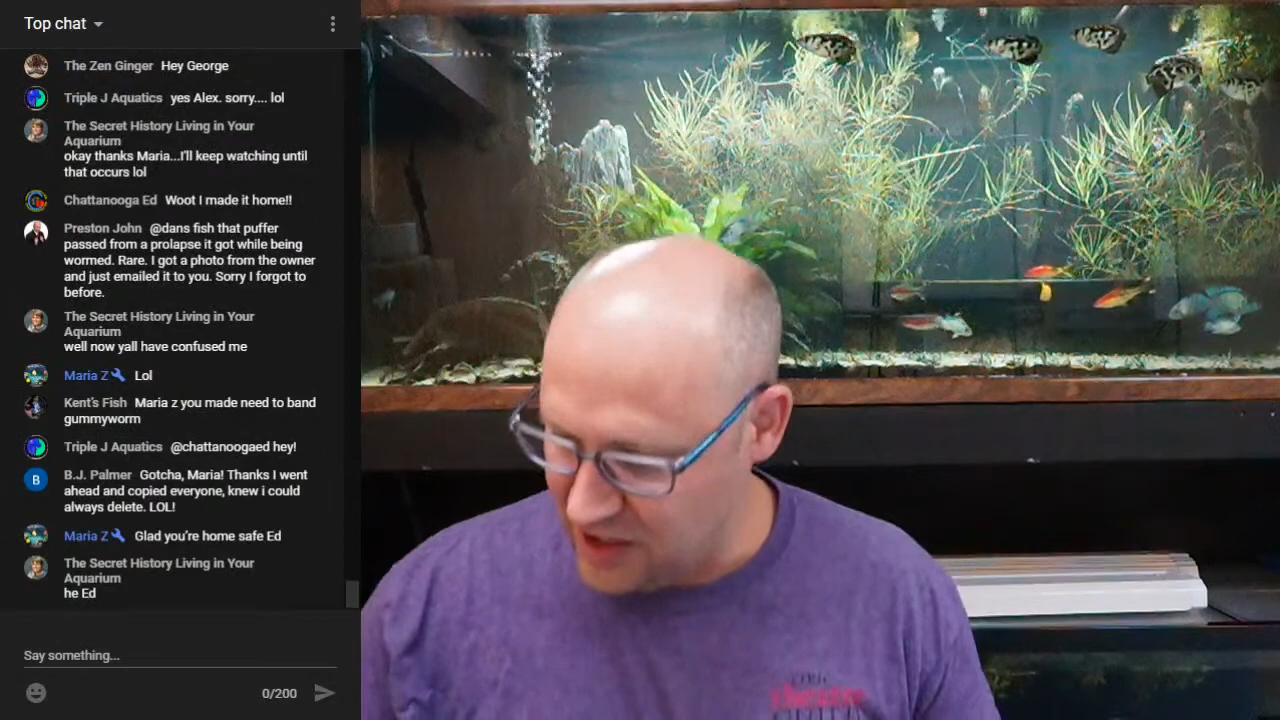 Top chat
The Zen Ginger Hey George
Triple J Aquatics yes Alex. sorry.... lol
The Secret History Living in Your
Aquarium
okay thanks Maria...I'll keep watching until
that occurs lol
Chattanooga Ed Woot I made it home!!
Preston John @dans fish that puffer
passed from a prolapse it got while being
wormed. Rare. I got a photo from the owner
and just emailed it to you. Sorry I forgot to
before.
The Secret History Living in Your
Aquarium
well now yall have confused me
Maria Z Lol
Kent's Fish Maria z you made need to band
gummyworm
Triple J Aquatics @chattanoogaed hey!
B
B.J. Palmer Gotcha, Maria! Thanks I went
ahead and copied everyone, knew i could
always delete. LOL!
Maria Z Glad you're home safe Ed
The Secret History Living in Your
Aquarium
he Ed
Say something...
0/200